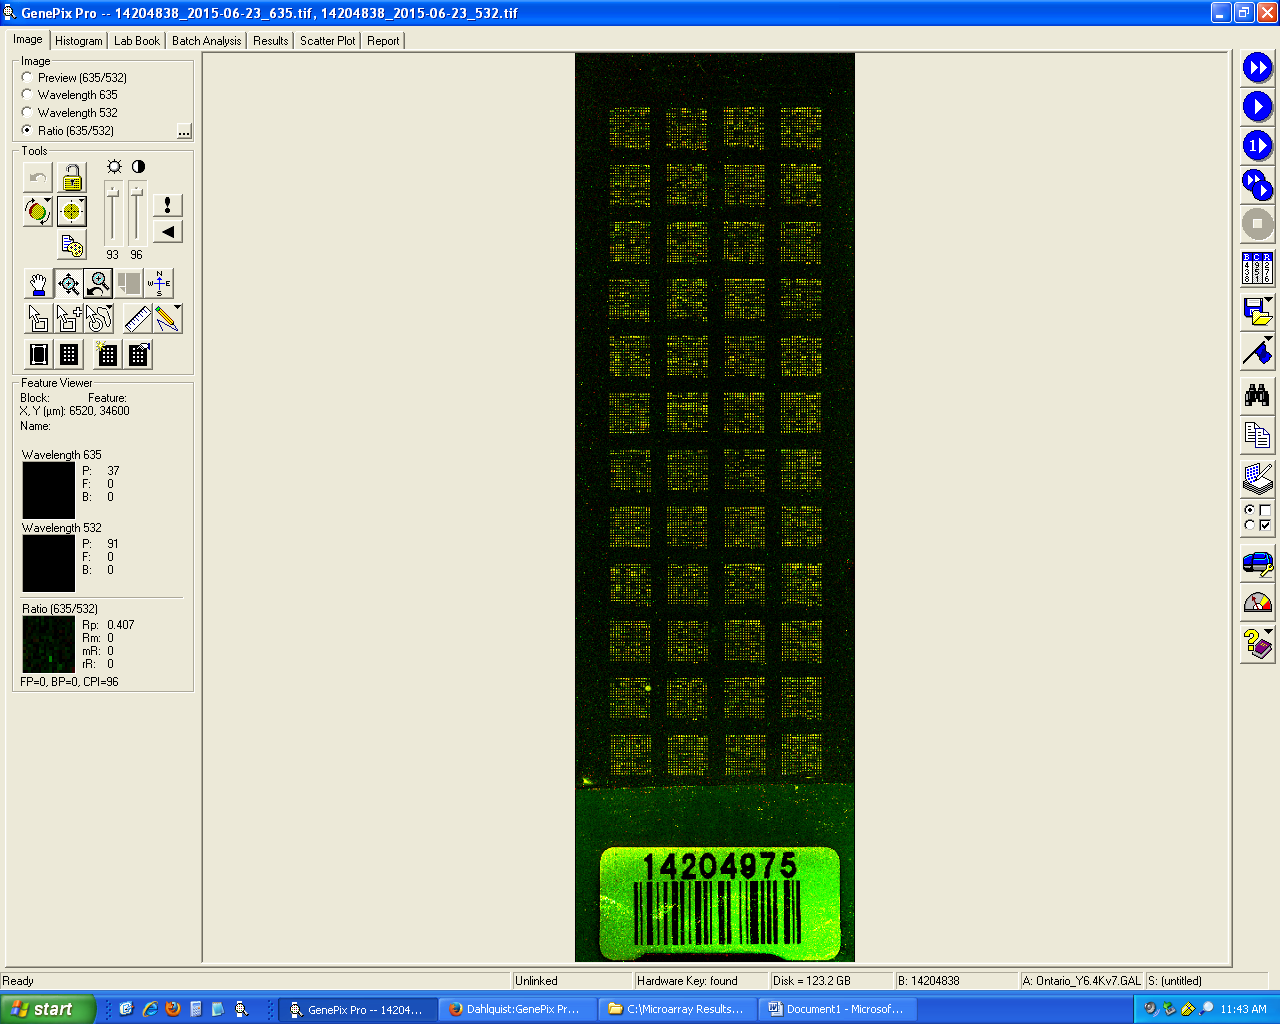 GenePix Pro -- 14204838_2015-06-23_635.tif, 14204838_2015-06-23_532.tif
Image Histogram Lab Book Batch Analysis Results Scatter Plot Report
Image
Preview (635/532)
Wavelength 635
Wavelength 532
Ratio (635/532)
...
Tools
93 96
N
W E
S
Feature Viewer
Block: Feature:
X, Y (µm): 6520, 34600
Name:
Wavelength 635
P: 37
F: 0
B: 0
Wavelength 532
P: 91
F: 0
B: 0
Ratio (635/532)
Rp: 0.407
Rm: 0
mR: 0
rR: 0
FP=0, BP=0, CPI=96
14204975
1
B C R
Ready Unlinked Hardware Key: found Disk = 123.2 GB B: 14204838 A: Ontario_Y6.4Kv7.GAL S: (untitled)
start GenePix Pro -- 14204... Dahlquist:GenePix Pr... C:\Microarray Results... Document1 - Microsof... 11:43 AM